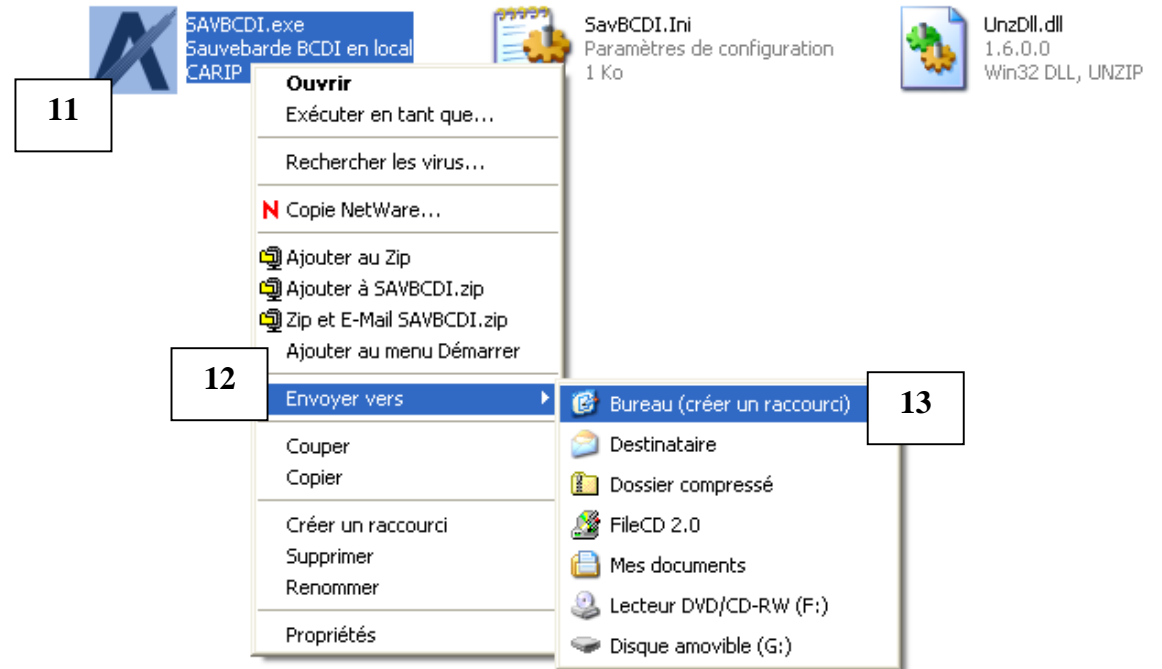 SAVBCDI.exe
Sauvebarde BCDI en local
CARIP
SavBCDI.Ini
Paramètres de configuration
1 Ko
UnzDll.dll
1.6.0.0
Win32 DLL, UNZIP
11
Ouvrir
Exécuter en tant que...
Rechercher les virus...
N Copie NetWare...
Ajouter au Zip
Ajouter à SAVBCDI.zip
Zip et E-Mail SAVBCDI.zip
Ajouter au menu Démarrer
12
Envoyer vers
Couper
Copier
Créer un raccourci
Supprimer
Renommer
Propriétés
Bureau (créer un raccourci)
13
Destinataire
Dossier compressé
FileCD 2.0
Mes documents
Lecteur DVD/CD-RW (F:)
Disque amovible (G:)